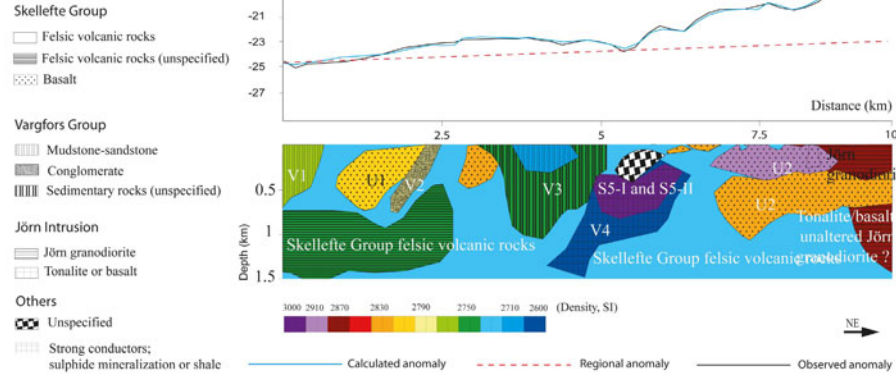 Skellefte Group
Felsic volcanic rocks
Felsic volcanic rocks (unspecified)
Basalt
Vargfors Group
Mudstone-sandstone
Conglomerate
Sedimentary rocks (unspecified)
Jörn Intrusion
Jörn granodiorite
Tonalite or basalt
Others
Unspecified
Strong conductors;
sulphide mineralization or shale
-21
-23
-25
-27
Distance (km)
2.5
5
7.5
10
Depth (km)
0.5
1
1.5
V1
U1
V2
V3
S5-I and S5-II
V4
U2
U2
Jörn
granodiorit
Tonalite/basalt
unaltered Jörn
granodiorite ?
Skellefte Group felsic volcanic rocks
Skellefte Group felsic volcanic rocks
3000 2910 2870 2830 2790 2750 2710 2600 (Density, SI)
NE
Calculated anomaly
Regional anomaly
Observed anomaly